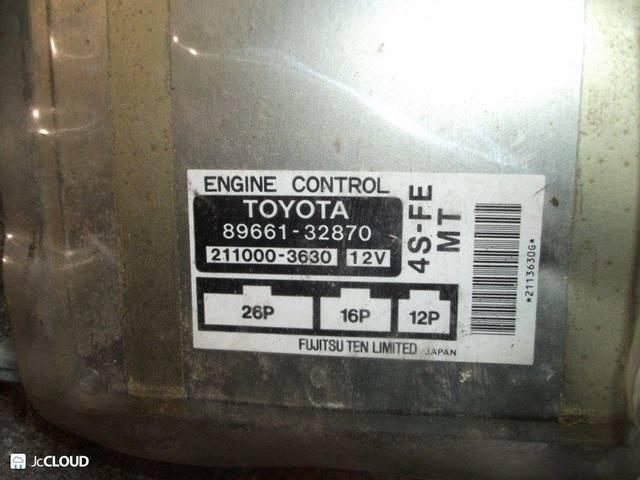 ENGINE CONTROL
TOYOTA
89661-32870
211000-3630 12V
4S-FE
MT
26P 16P 12P
FUJITSU TEN LIMITED JAPAN
*2113630G*
JcCLOUD